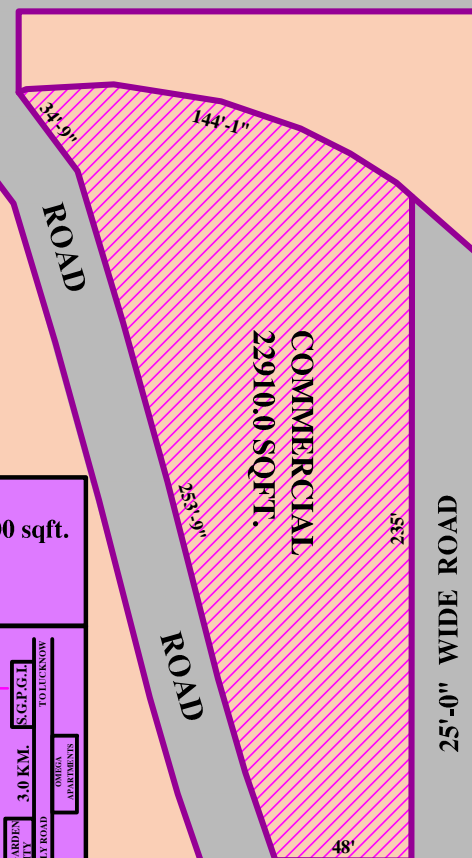 34'-9"
144'-1"
ROAD
COMMERCIAL
22910.0 SQFT.
253'-9"
235'
25'-0" WIDE ROAD
ROAD
48'
sqft.
S.G.P.G.I.
TO LUCKNOW
3.0 KM.
OMEGA
APARTMENTS
ROAD